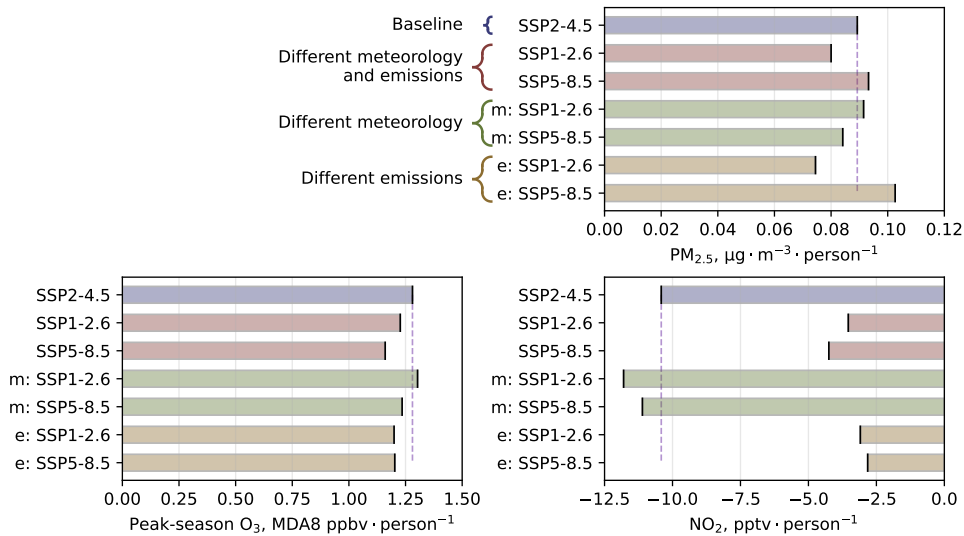 Baseline
Different meteorology
and emissions
Different meteorology
Different emissions
SSP2-4.5
SSP1-2.6
SSP5-8.5
m: SSP1-2.6
m: SSP5-8.5
e: SSP1-2.6
e: SSP5-8.5
0.00 0.02 0.04 0.06 0.08 0.10 0.12
PM₂.₅, μg · m⁻³ · person⁻¹
SSP2-4.5
SSP1-2.6
SSP5-8.5
m: SSP1-2.6
m: SSP5-8.5
e: SSP1-2.6
e: SSP5-8.5
0.00 0.25 0.50 0.75 1.00 1.25 1.50
Peak-season O₃, MDA8 ppbv · person⁻¹
SSP2-4.5
SSP1-2.6
SSP5-8.5
m: SSP1-2.6
m: SSP5-8.5
e: SSP1-2.6
e: SSP5-8.5
−12.5 −10.0 −7.5 −5.0 −2.5 0.0
NO₂, pptv · person⁻¹